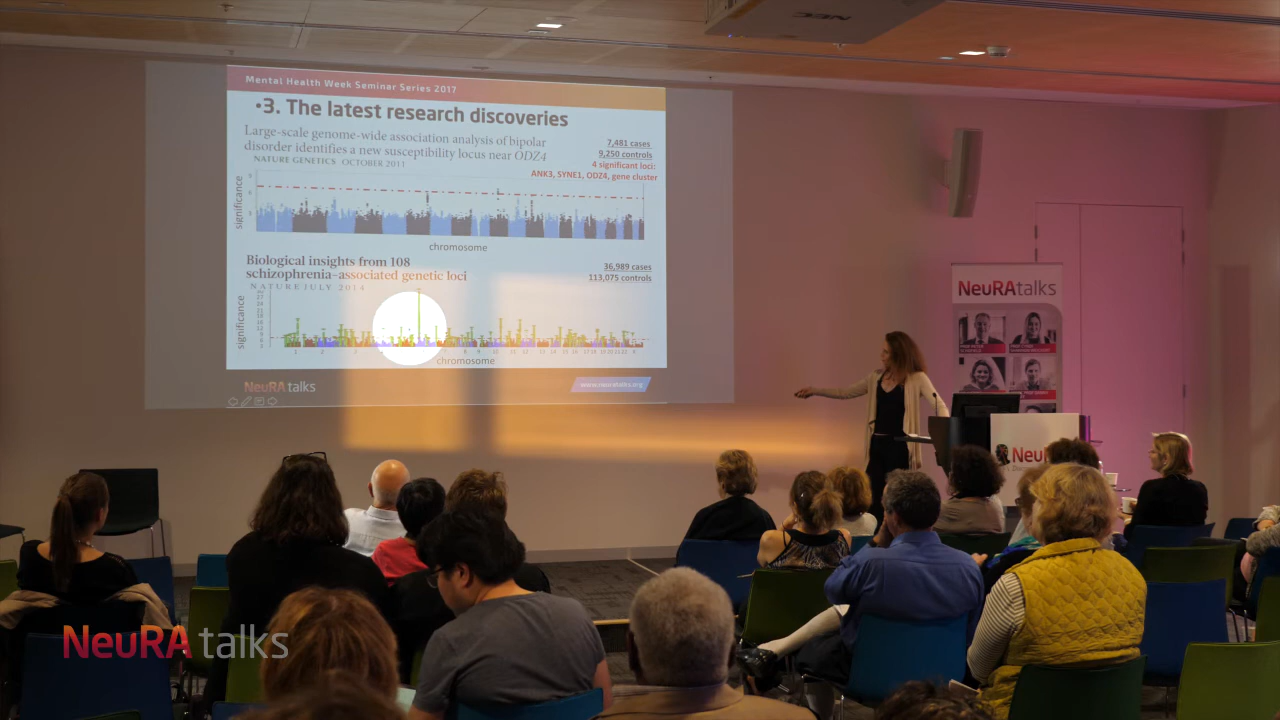 NEC
Mental Health Week Seminar Series 2017
•3. The latest research discoveries
Large-scale genome-wide association analysis of bipolar
disorder identifies a new susceptibility locus near ODZ4
NATURE GENETICS OCTOBER 2011
7,481 cases
9,250 controls
4 significant loci:
ANK3, SYNE1, ODZ4, gene cluster
significance
chromosome
Biological insights from 108
schizophrenia–associated genetic loci
NATURE JULY 2014
36,989 cases
113,075 controls
significance
chromosome
NeuRA talks
www.neuratalks.org
NeuRAtalks
Neu
NeuRA talks